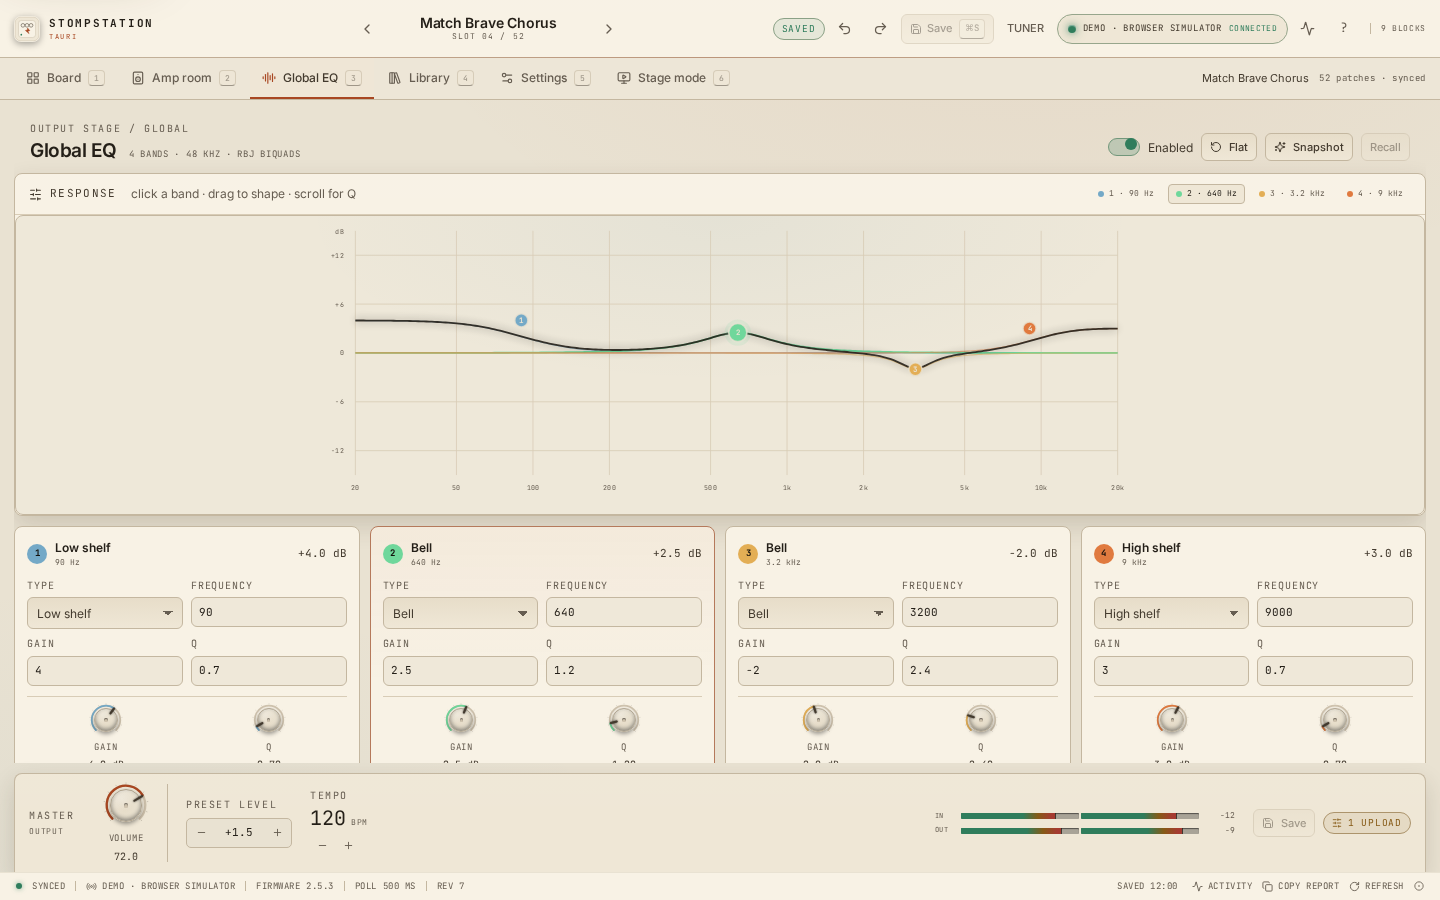 STOMPSTATION
TAURI
Match Brave Chorus
SLOT 04 / 52
SAVED
Save ⌘S
TUNER
DEMO · BROWSER SIMULATOR CONNECTED
?
9 BLOCKS
Board 1
Amp room 2
Global EQ 3
Library 4
Settings 5
Stage mode 6
Match Brave Chorus 52 patches · synced
OUTPUT STAGE / GLOBAL
Global EQ 4 BANDS · 48 KHZ · RBJ BIQUADS
Enabled
Flat
Snapshot
Recall
RESPONSE click a band · drag to shape · scroll for Q
1 · 90 Hz
2 · 640 Hz
3 · 3.2 kHz
4 · 9 kHz
dB
+12
+6
0
-6
-12
1
2
3
4
20 50 100 200 500 1k 2k 5k 10k 20k
1 Low shelf +4.0 dB
90 Hz
TYPE FREQUENCY
Low shelf 90
GAIN Q
4 0.7
GAIN Q
2 Bell +2.5 dB
640 Hz
TYPE FREQUENCY
Bell 640
GAIN Q
2.5 1.2
GAIN Q
3 Bell -2.0 dB
3.2 kHz
TYPE FREQUENCY
Bell 3200
GAIN Q
-2 2.4
GAIN Q
4 High shelf +3.0 dB
9 kHz
TYPE FREQUENCY
High shelf 9000
GAIN Q
3 0.7
GAIN Q
MASTER
OUTPUT
VOLUME
72.0
PRESET LEVEL
− +1.5 +
TEMPO
120 BPM
− +
IN -12
OUT -9
Save
1 UPLOAD
SYNCED DEMO · BROWSER SIMULATOR FIRMWARE 2.5.3 POLL 500 MS REV 7
SAVED 12:00 ACTIVITY COPY REPORT REFRESH